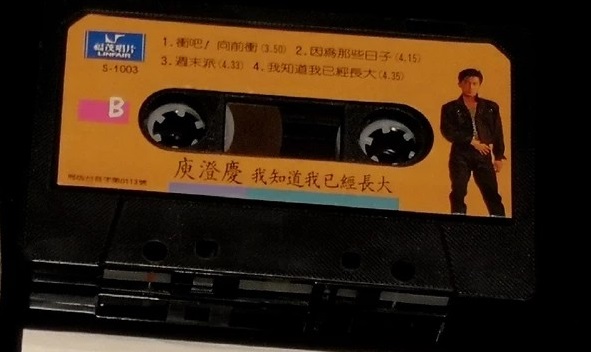 福茂唱片
LINFAIR
S-1003
1.衝吧!向前衝(3.50) 2.因為那些日子(4.15)
3.週末派(4.33) 4.我知道我已經長大(4.35)
B
庾澄慶 我知道我已經長大